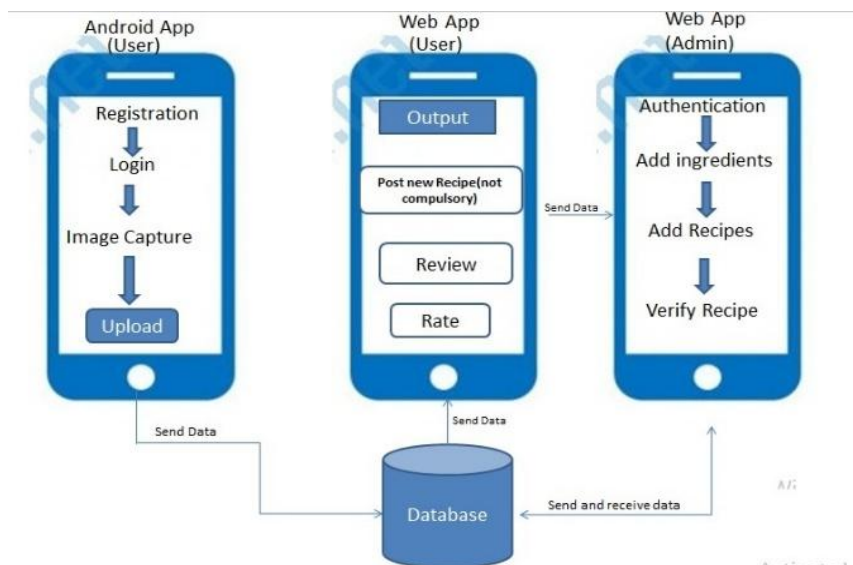 Android App
(User)
Registration
Login
Image Capture
Upload
Web App
(User)
Output
Post new Recipe(not
compulsory)
Review
Rate
Send Data
Web App
(Admin)
Authentication
Add ingredients
Add Recipes
Verify Recipe
Send Data
Send Data
Database
Send and receive data